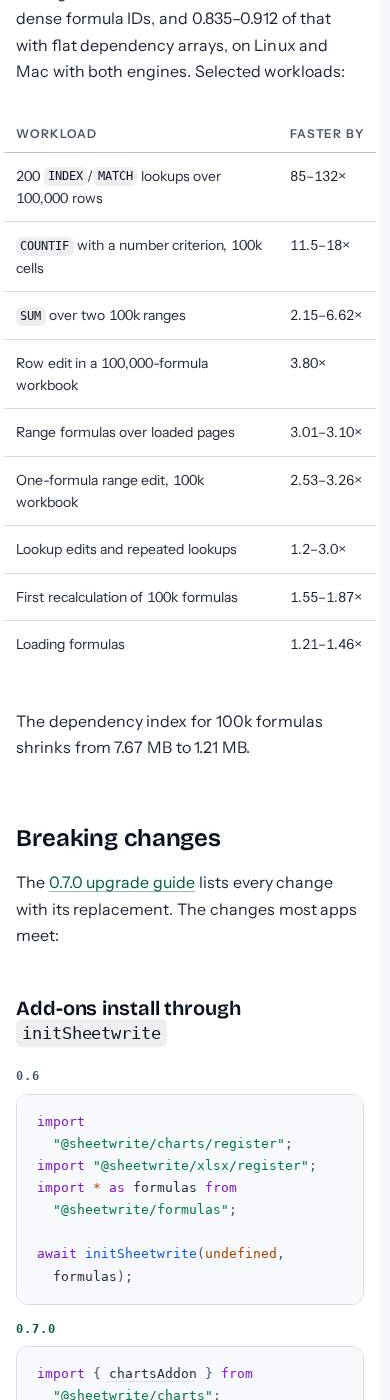 dense formula IDs, and 0.835–0.912 of that
with flat dependency arrays, on Linux and
Mac with both engines. Selected workloads:
WORKLOAD FASTER BY
200 INDEX/MATCH lookups over 85–132×
100,000 rows
COUNTIF with a number criterion, 100k 11.5–18×
cells
SUM over two 100k ranges 2.15–6.62×
Row edit in a 100,000-formula 3.80×
workbook
Range formulas over loaded pages 3.01–3.10×
One-formula range edit, 100k 2.53–3.26×
workbook
Lookup edits and repeated lookups 1.2–3.0×
First recalculation of 100k formulas 1.55–1.87×
Loading formulas 1.21–1.46×
The dependency index for 100k formulas
shrinks from 7.67 MB to 1.21 MB.
Breaking changes
The 0.7.0 upgrade guide lists every change
with its replacement. The changes most apps
meet:
Add-ons install through
initSheetwrite
0.6
import
"@sheetwrite/charts/register";
import "@sheetwrite/xlsx/register";
import * as formulas from
"@sheetwrite/formulas";
await initSheetwrite(undefined,
formulas);
0.7.0
import { chartsAddon } from
"@sheetwrite/charts";